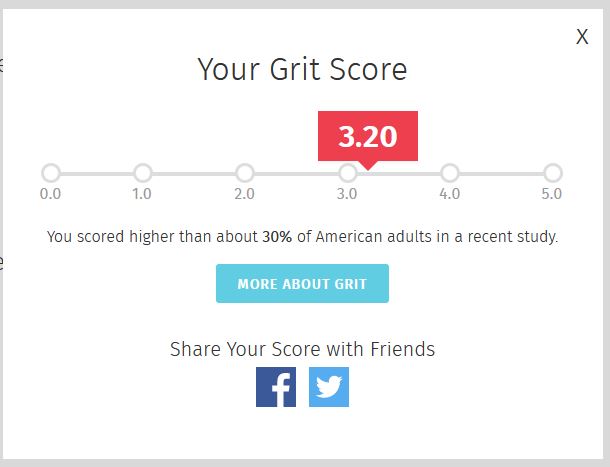 X
Your Grit Score
3.20
0.0 1.0 2.0 3.0 4.0 5.0
You scored higher than about 30% of American adults in a recent study.
MORE ABOUT GRIT
Share Your Score with Friends